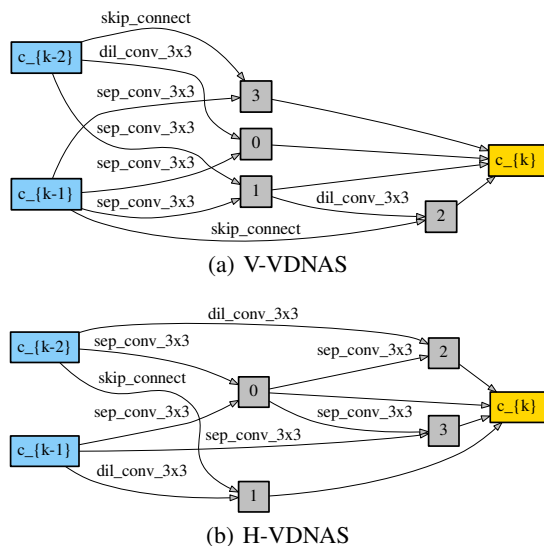 skip_connect
c_{k-2}
dil_conv_3x3
sep_conv_3x3
3
sep_conv_3x3
0
c_{k}
sep_conv_3x3
c_{k-1}
1
dil_conv_3x3
sep_conv_3x3
2
skip_connect
(a) V-VDNAS
dil_conv_3x3
c_{k-2}
sep_conv_3x3
sep_conv_3x3
2
skip_connect
0
c_{k}
sep_conv_3x3
sep_conv_3x3
3
c_{k-1}
sep_conv_3x3
dil_conv_3x3
1
(b) H-VDNAS